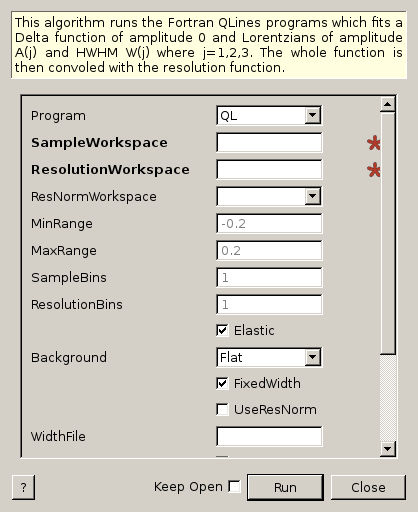 This algorithm runs the Fortran QLines programs which fits a
Delta function of amplitude 0 and Lorentzians of amplitude
A(j) and HWHM W(j) where j=1,2,3. The whole function is
then convoled with the resolution function.
Program QL
SampleWorkspace
ResolutionWorkspace
ResNormWorkspace
MinRange -0.2
MaxRange 0.2
SampleBins 1
ResolutionBins 1
Elastic
Background Flat
FixedWidth
UseResNorm
WidthFile
? Keep Open Run Close